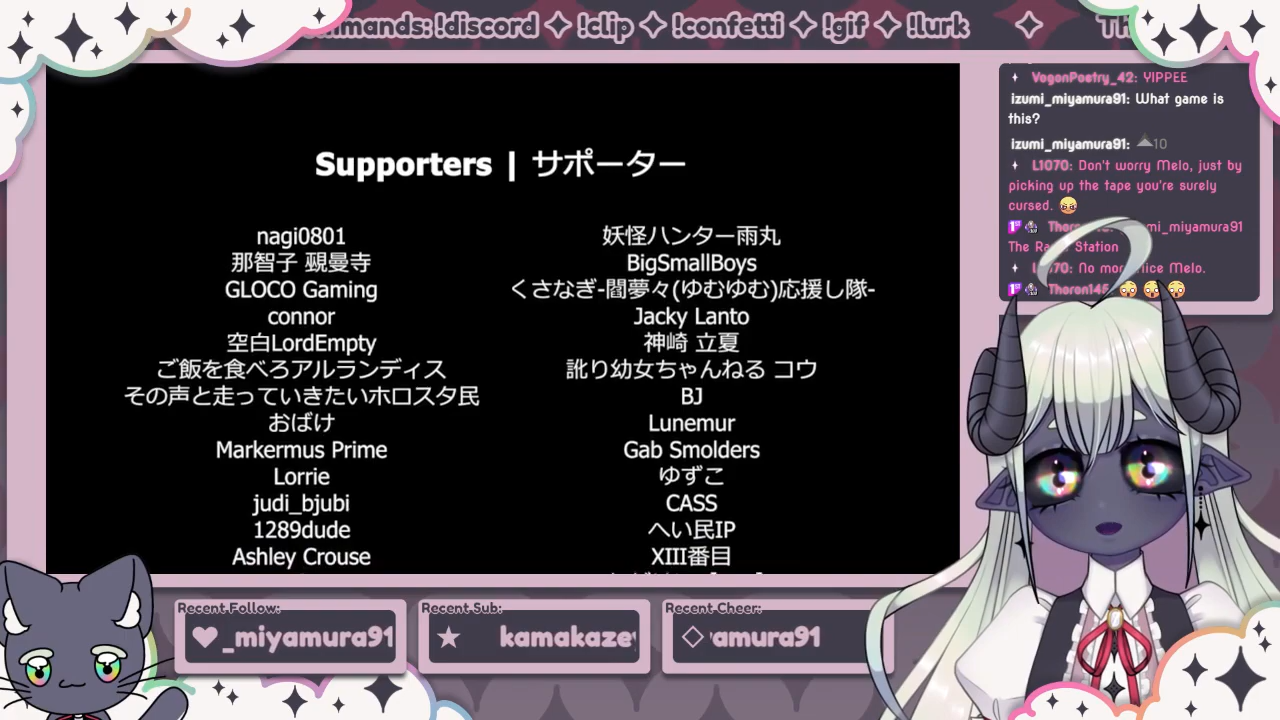 mmands: !discord ✧ !clip ✧ !confetti ✧ !gif ✧ !lurk ✧ Th
Supporters | サポーター
nagi0801
妖怪ハンター雨丸
那智子 覡曼寺
BigSmallBoys
GLOCO Gaming
くさなぎ-閻夢々(ゆむゆむ)応援し隊-
connor
Jacky Lanto
空白LordEmpty
神崎 立夏
ご飯を食べろアルランディス
訛り幼女ちゃんねる コウ
その声と走っていきたいホロスタ民
BJ
おばけ
Lunemur
Markermus Prime
Gab Smolders
Lorrie
ゆずこ
judi_bjubi
CASS
1289dude
へい民IP
Ashley Crouse
XIII番目
VogonPoetry_42: YIPPEE
izumi_miyamura91: What game is
this?
izumi_miyamura91: 10
L1070: Don't worry Melo, just by
picking up the tape you're surely
cursed.
mi_miyamura91
The Station
No more nice Melo.
Recent Follow:
_miyamura91
Recent Sub:
kamakaze
Recent Cheer:
amura91